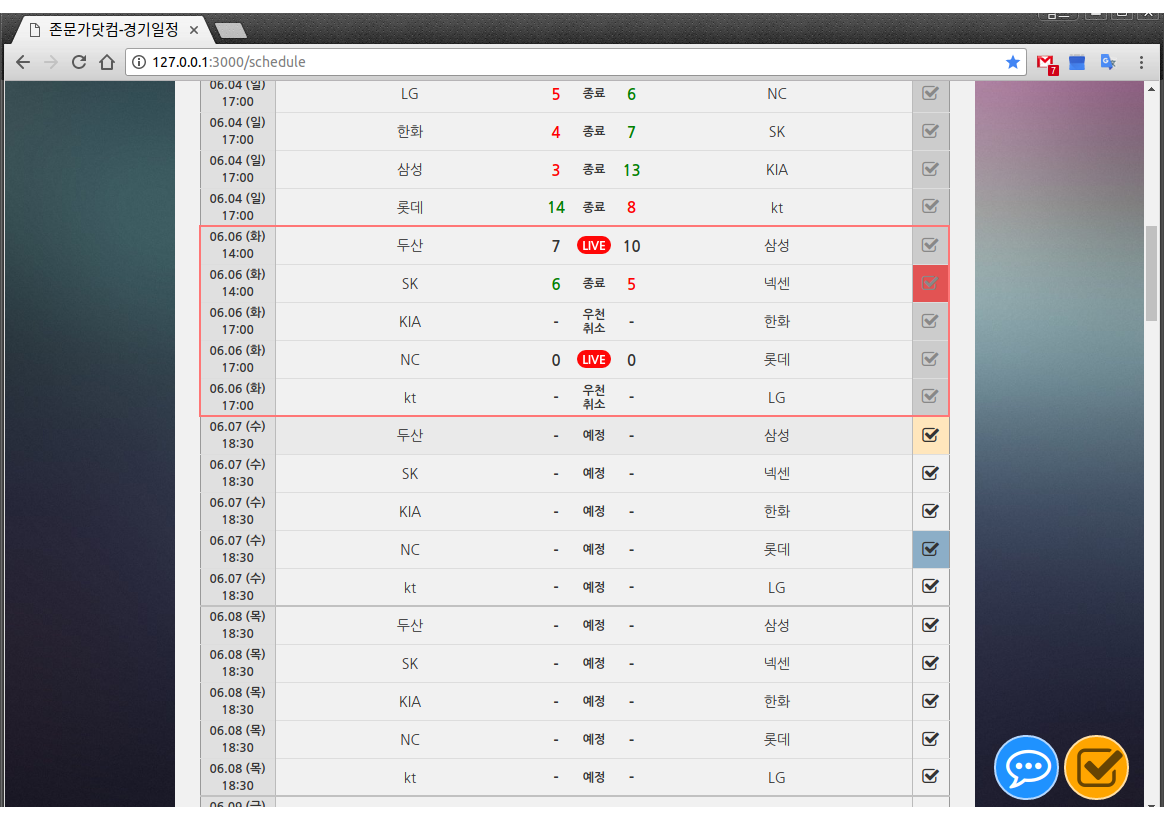 존문가닷컴-경기일정
127.0.0.1:3000/schedule
7
06.04 (일)
17:00
LG 5 종료 6 NC
06.04 (일)
17:00
한화 4 종료 7 SK
06.04 (일)
17:00
삼성 3 종료 13 KIA
06.04 (일)
17:00
롯데 14 종료 8 kt
06.06 (화)
14:00
두산 7 LIVE 10 삼성
06.06 (화)
14:00
SK 6 종료 5 넥센
06.06 (화)
17:00
KIA - 우천 취소 - 한화
06.06 (화)
17:00
NC 0 LIVE 0 롯데
06.06 (화)
17:00
kt - 우천 취소 - LG
06.07 (수)
18:30
두산 - 예정 - 삼성
06.07 (수)
18:30
SK - 예정 - 넥센
06.07 (수)
18:30
KIA - 예정 - 한화
06.07 (수)
18:30
NC - 예정 - 롯데
06.07 (수)
18:30
kt - 예정 - LG
06.08 (목)
18:30
두산 - 예정 - 삼성
06.08 (목)
18:30
SK - 예정 - 넥센
06.08 (목)
18:30
KIA - 예정 - 한화
06.08 (목)
18:30
NC - 예정 - 롯데
06.08 (목)
18:30
kt - 예정 - LG
06.09 (금)